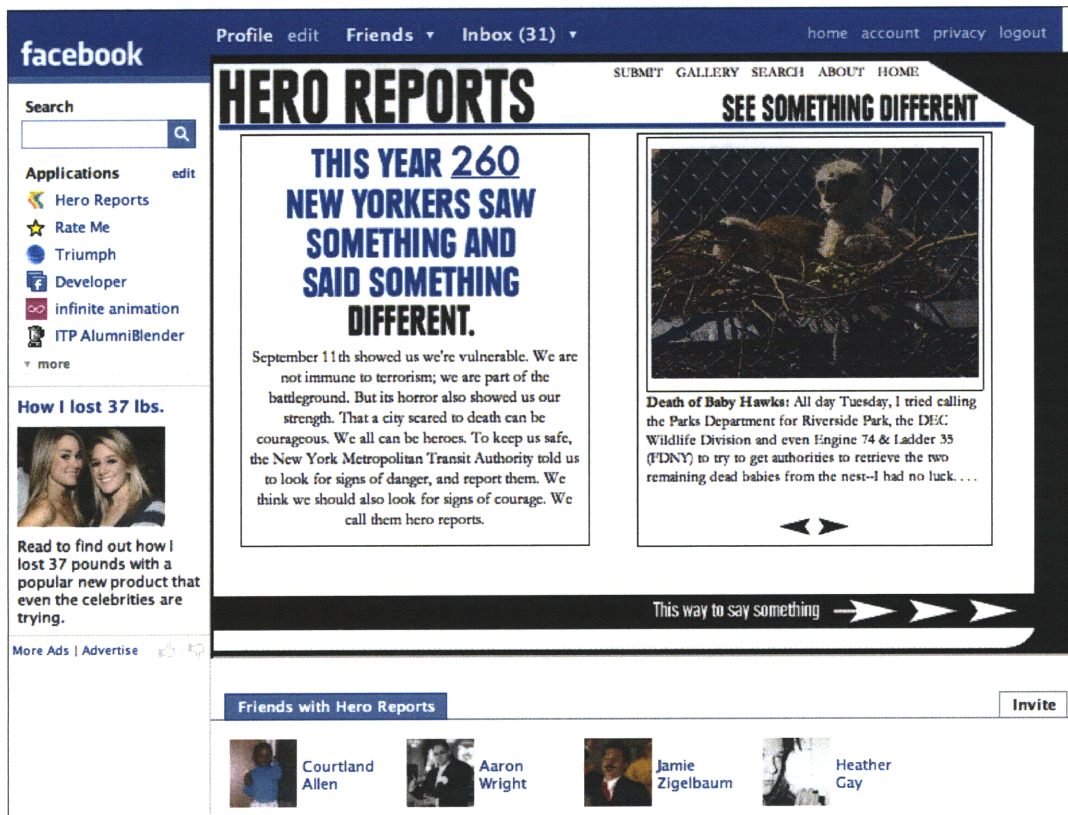 facebook
Profile edit Friends Inbox (31)
home account privacy logout
Search
Applications edit
Hero Reports
Rate Me
Triumph
Developer
infinite animation
ITP AlumniBlender
more
How I lost 37 lbs.
Read to find out how I
lost 37 pounds with a
popular new product that
even the celebrities are
trying.
More Ads | Advertise
HERO REPORTS
SUBMIT GALLERY SEARCH ABOUT HOME
SEE SOMETHING DIFFERENT
THIS YEAR 260
NEW YORKERS SAW
SOMETHING AND
SAID SOMETHING
DIFFERENT.
September 11th showed us we're vulnerable. We are
not immune to terrorism; we are part of the
battleground. But its horror also showed us our
strength. That a city scared to death can be
courageous. We all can be heroes. To keep us safe,
the New York Metropolitan Transit Authority told us
to look for signs of danger, and report them. We
think we should also look for signs of courage. We
call them hero reports.
Death of Baby Hawks: All day Tuesday, I tried calling
the Parks Department for Riverside Park, the DEC
Wildlife Division and even Engine 74 & Ladder 35
(FDNY) to try to get authorities to retrieve the two
remaining dead babies from the nest--I had no luck. . . .
This way to say something
Friends with Hero Reports
Invite
Courtland
Allen
Aaron
Wright
Jamie
Zigelbaum
Heather
Gay